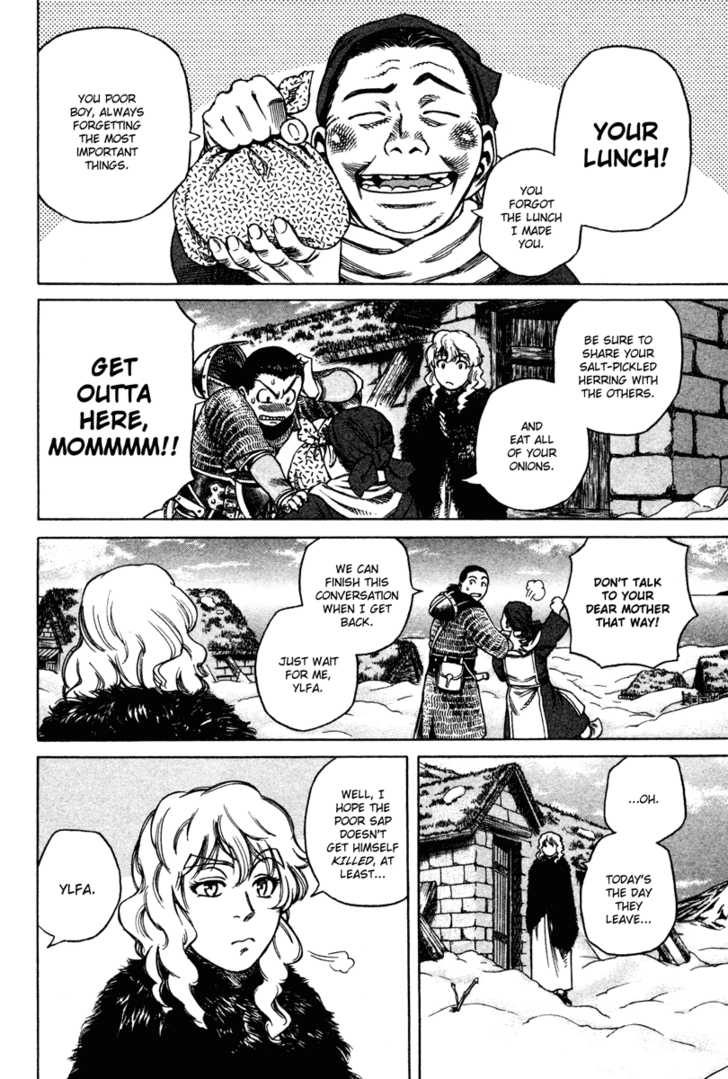 YOUR
LUNCH!
YOU
FORGOT
THE LUNCH
I MADE
YOU.
YOU POOR
BOY, ALWAYS
FORGETTING
THE MOST
IMPORTANT
THINGS.
BE SURE TO
SHARE YOUR
SALT-PICKLED
HERRING WITH
THE OTHERS.
AND
EAT ALL
OF YOUR
ONIONS.
GET
OUTTA
HERE,
MOMMMM!!
DON'T TALK
TO YOUR
DEAR MOTHER
THAT WAY!
WE CAN
FINISH THIS
CONVERSATION
WHEN I GET
BACK.
JUST WAIT
FOR ME,
YLFA.
...OH.
TODAY'S
THE DAY
THEY
LEAVE...
WELL, I
HOPE THE
POOR SAP
DOESN'T
GET HIMSELF
KILLED, AT
LEAST...
YLFA.